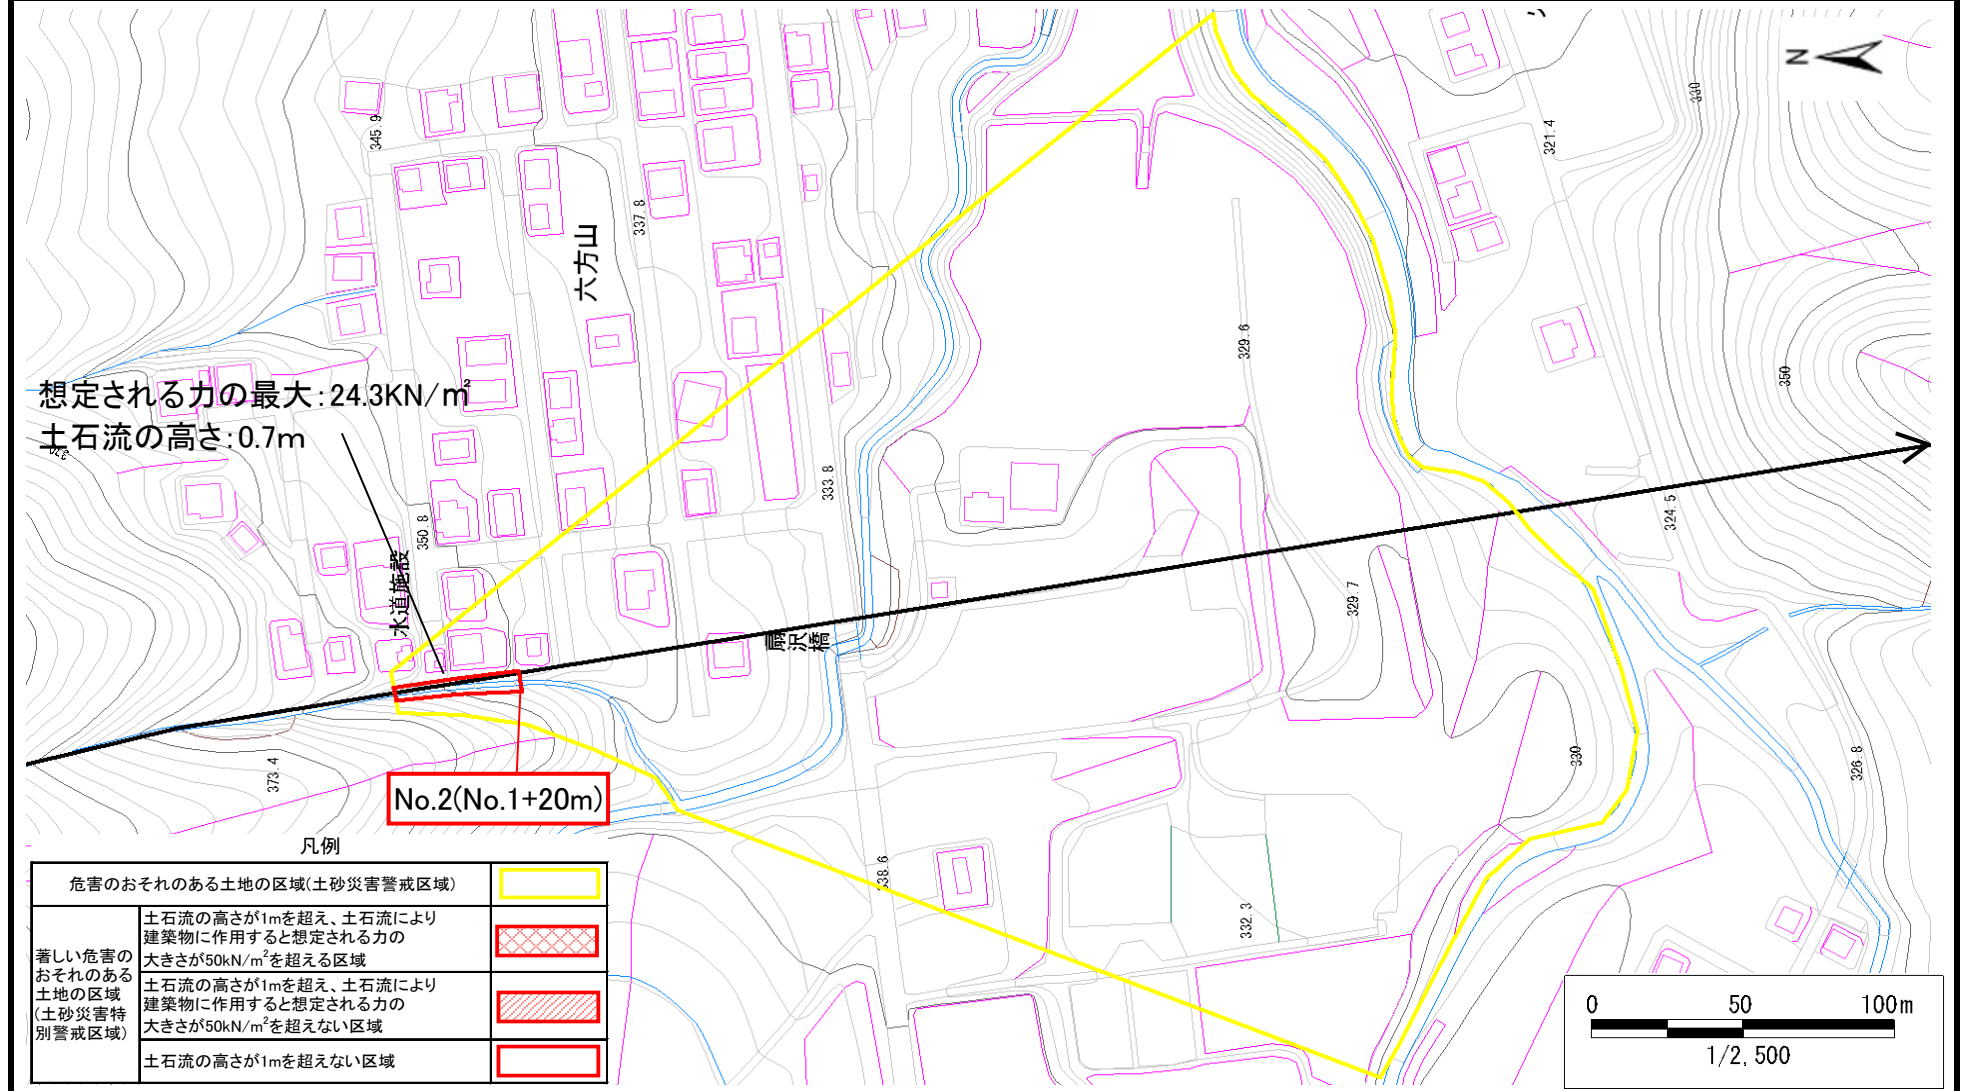 N
345.9
337.8
六方山
330
321.4
329.6
350
想定される力の最大:24.3KN/㎡
土石流の高さ:0.7m
333.8
350.8
水道施設
324.5
扇沢橋
329.7
373.4
No.2(No.1+20m)
330
326.8
338.6
332.3
凡例
危害のおそれのある土地の区域(土砂災害警戒区域)
著しい危害の
おそれのある
土地の区域
(土砂災害特
別警戒区域)
土石流の高さが1mを超え、土石流により
建築物に作用すると想定される力の
大きさが50kN/m²を超える区域
土石流の高さが1mを超え、土石流により
建築物に作用すると想定される力の
大きさが50kN/m²を超えない区域
土石流の高さが1mを超えない区域
0 50 100m
1/2,500